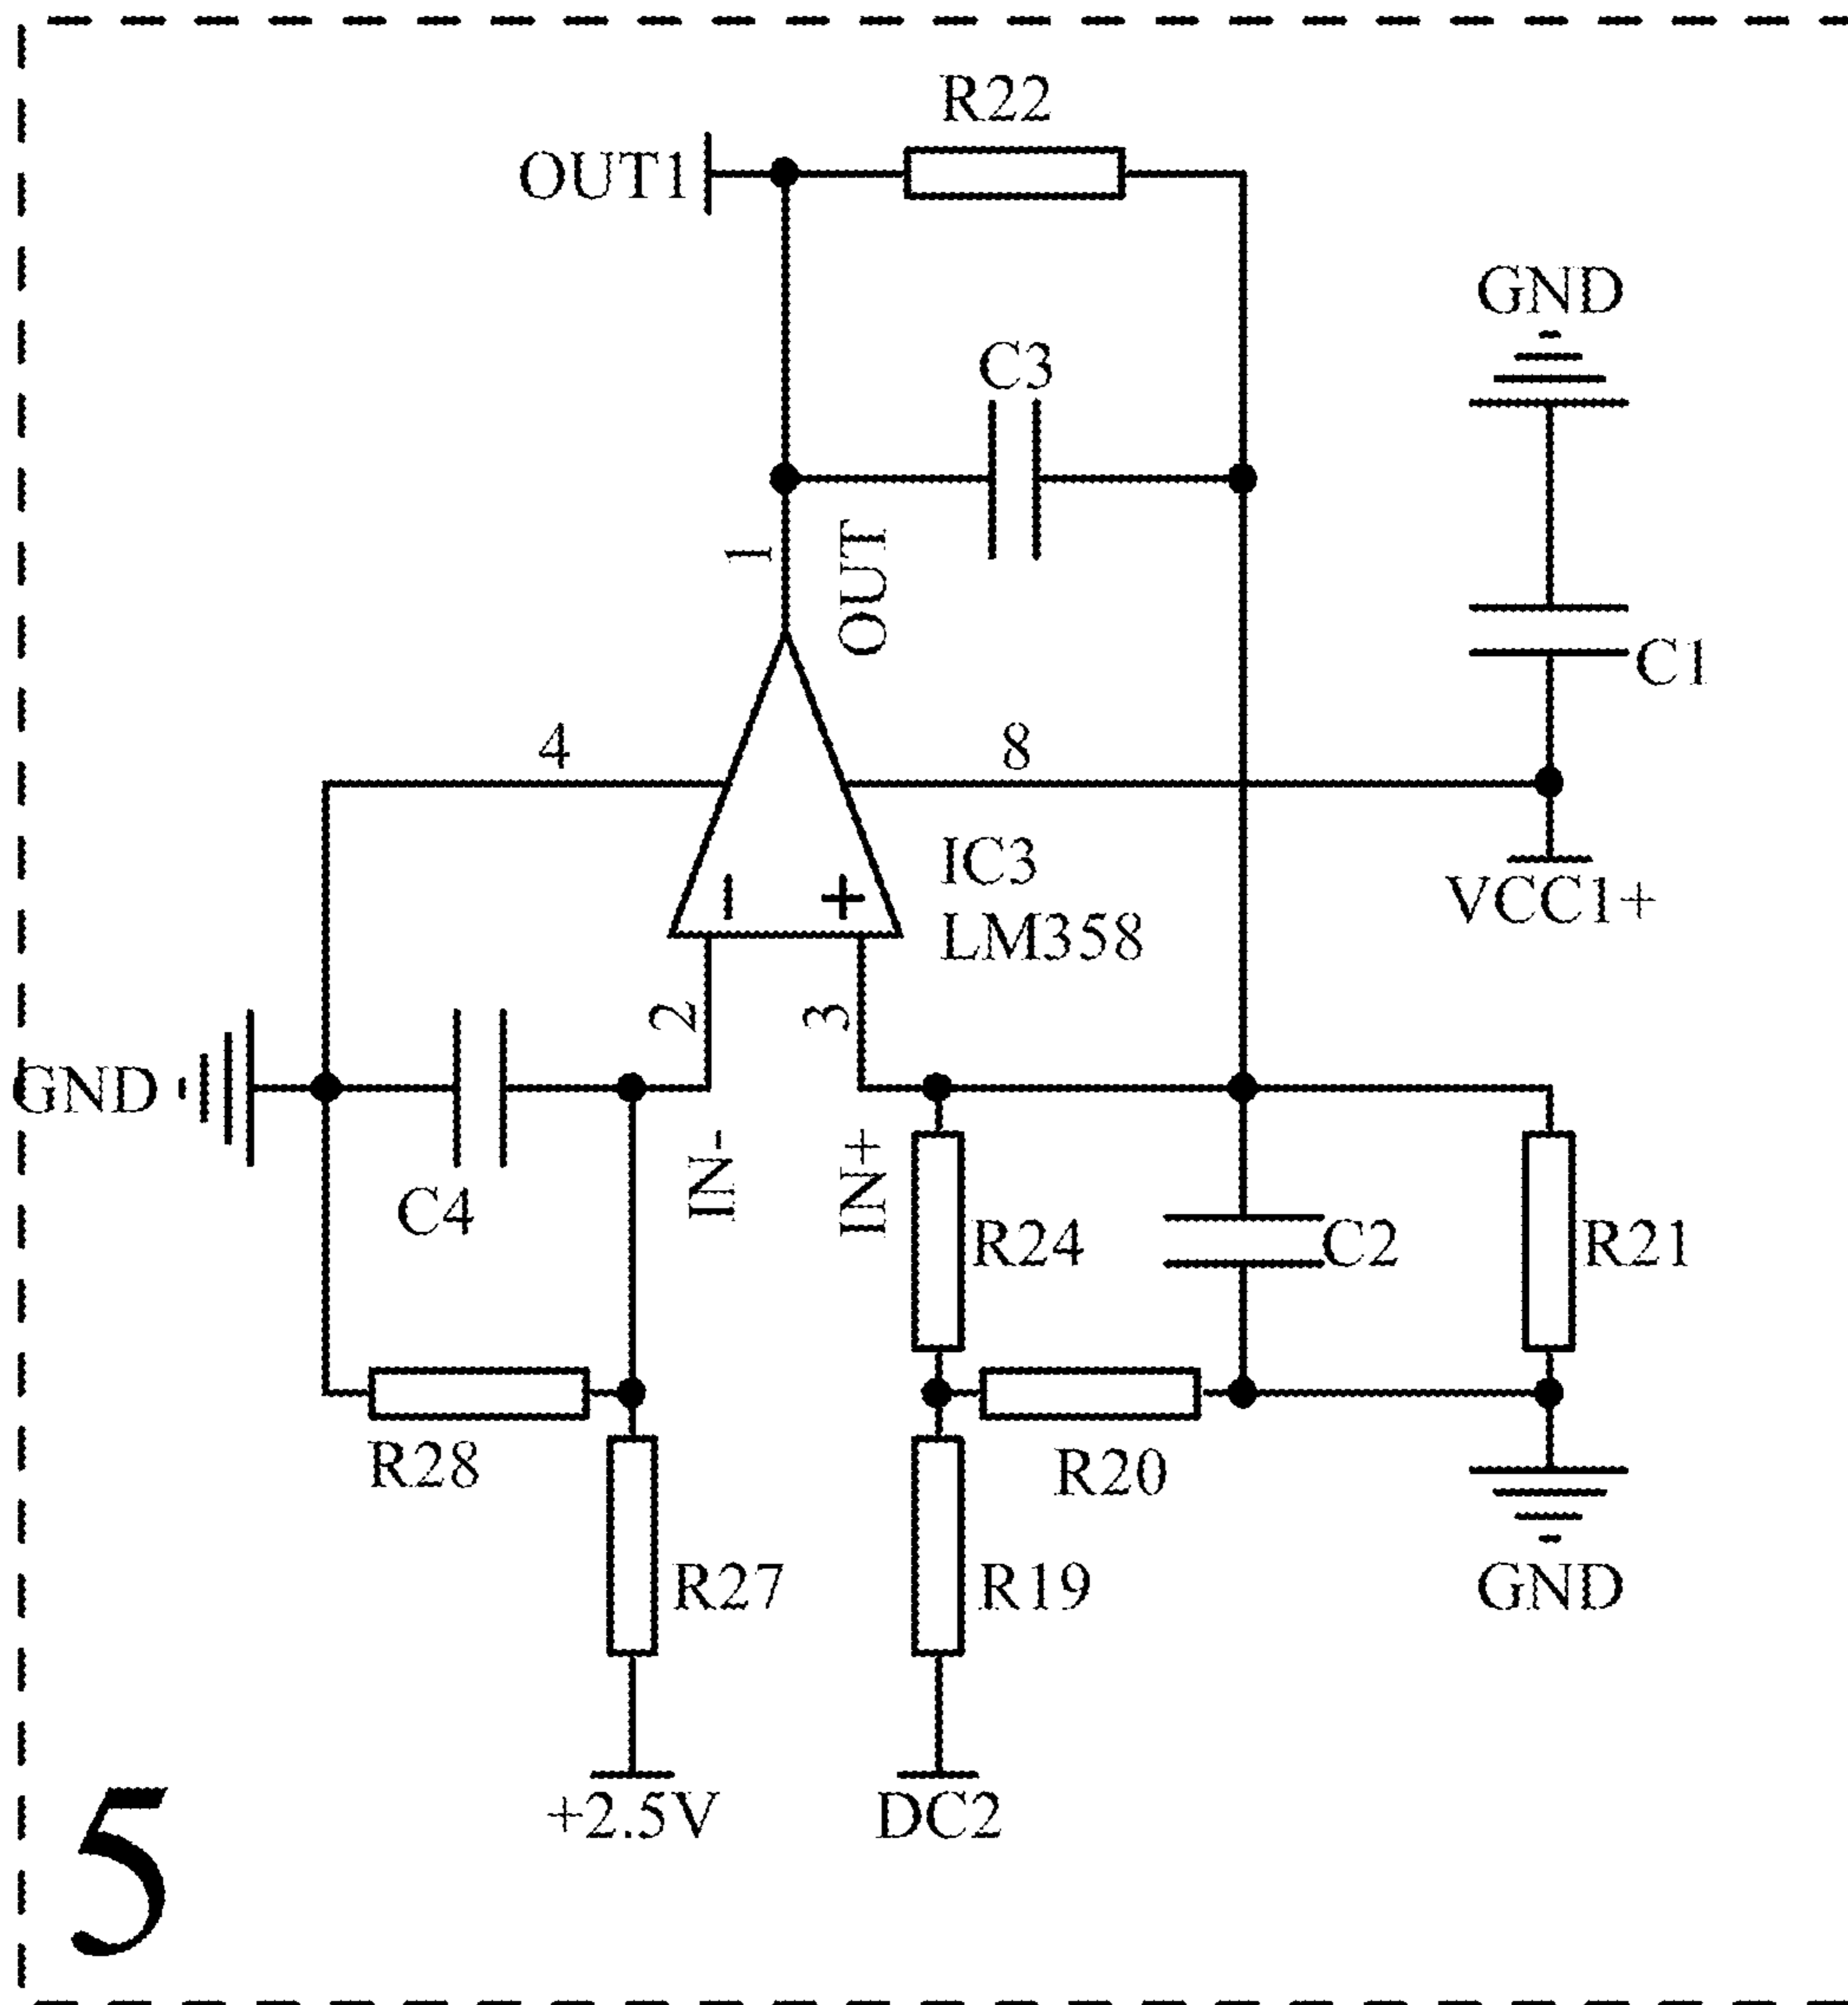 R22
OUT1
GND
C3
1
OUT
C1
4
8
IC3
LM358
VCC1+
2
3
GND
IN-
IN+
C4
R24
C2
R21
R28
R20
R27
R19
GND
+2.5V
DC2
5